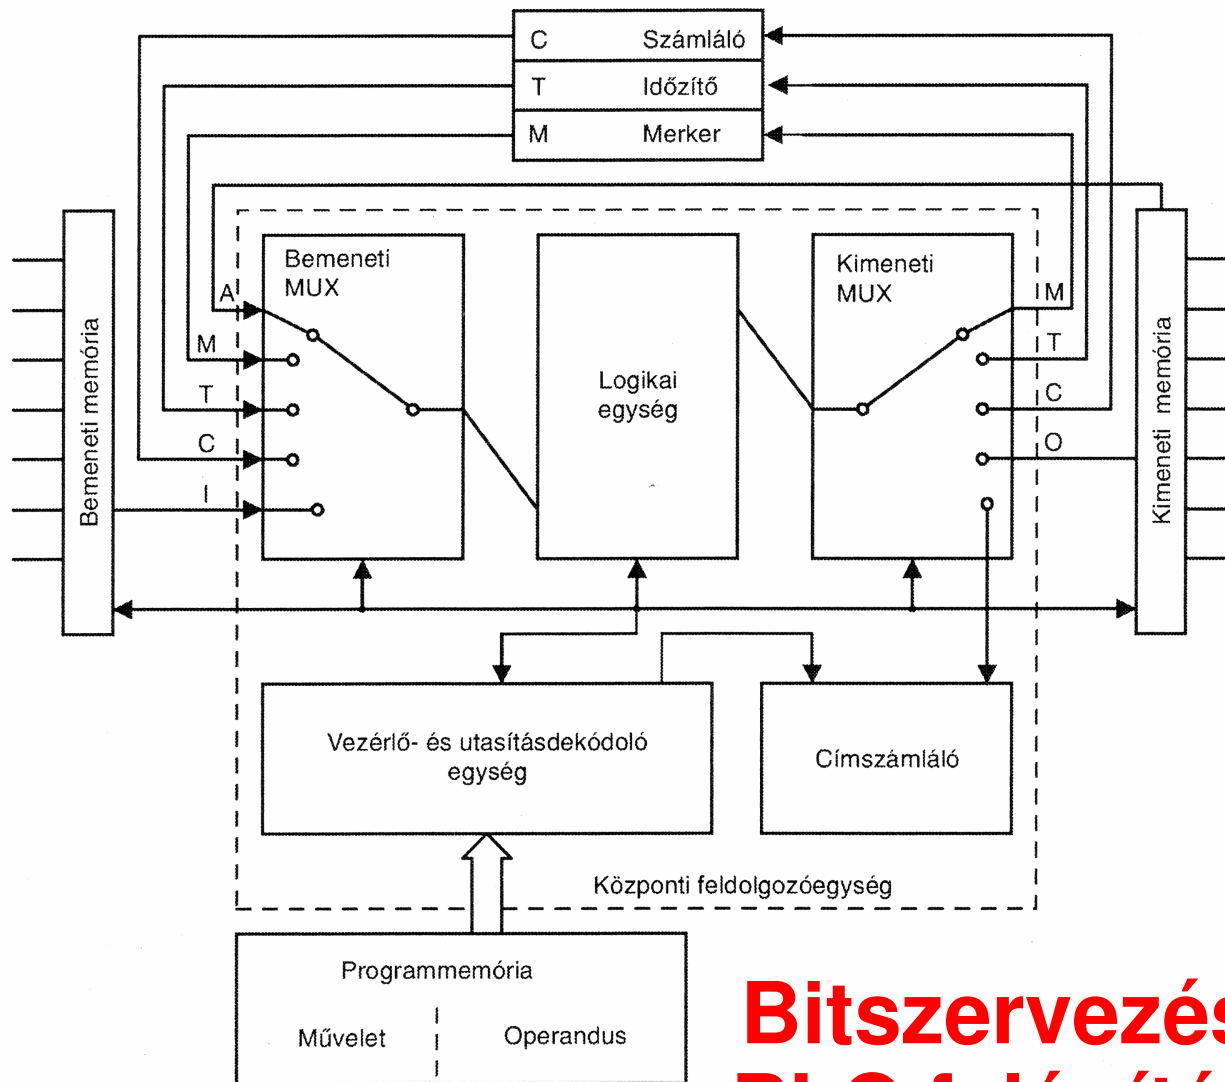 C Számláló
T Időzítő
M Merker
Bemeneti memória
A
M
T
C
I
Bemeneti
MUX
Logikai
egység
Kimeneti
MUX
M
T
C
O
Kimeneti memória
Vezérlő- és utasításdekódoló
egység
Címszámláló
Központi feldolgozóegység
Programmemória
Művelet Operandus